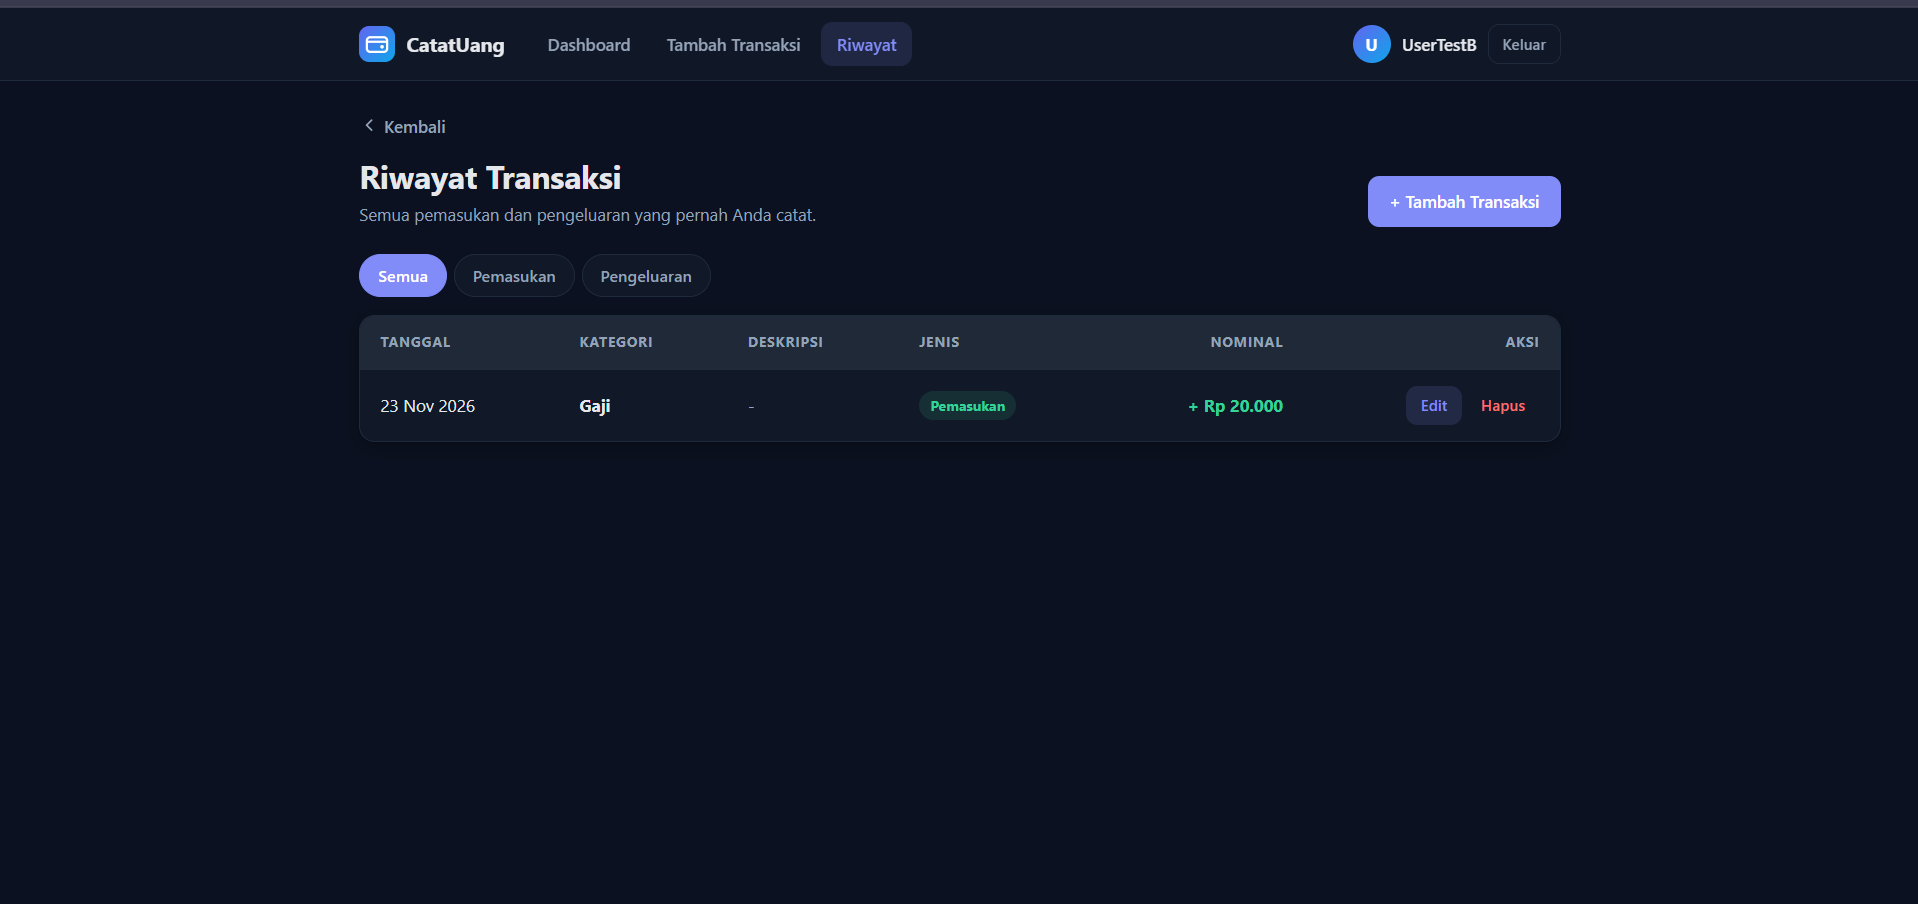 CatatUang Dashboard Tambah Transaksi Riwayat U UserTestB Keluar
Kembali
Riwayat Transaksi
Semua pemasukan dan pengeluaran yang pernah Anda catat.
+ Tambah Transaksi
Semua Pemasukan Pengeluaran
TANGGAL KATEGORI DESKRIPSI JENIS NOMINAL AKSI
23 Nov 2026 Gaji - Pemasukan + Rp 20.000 Edit Hapus